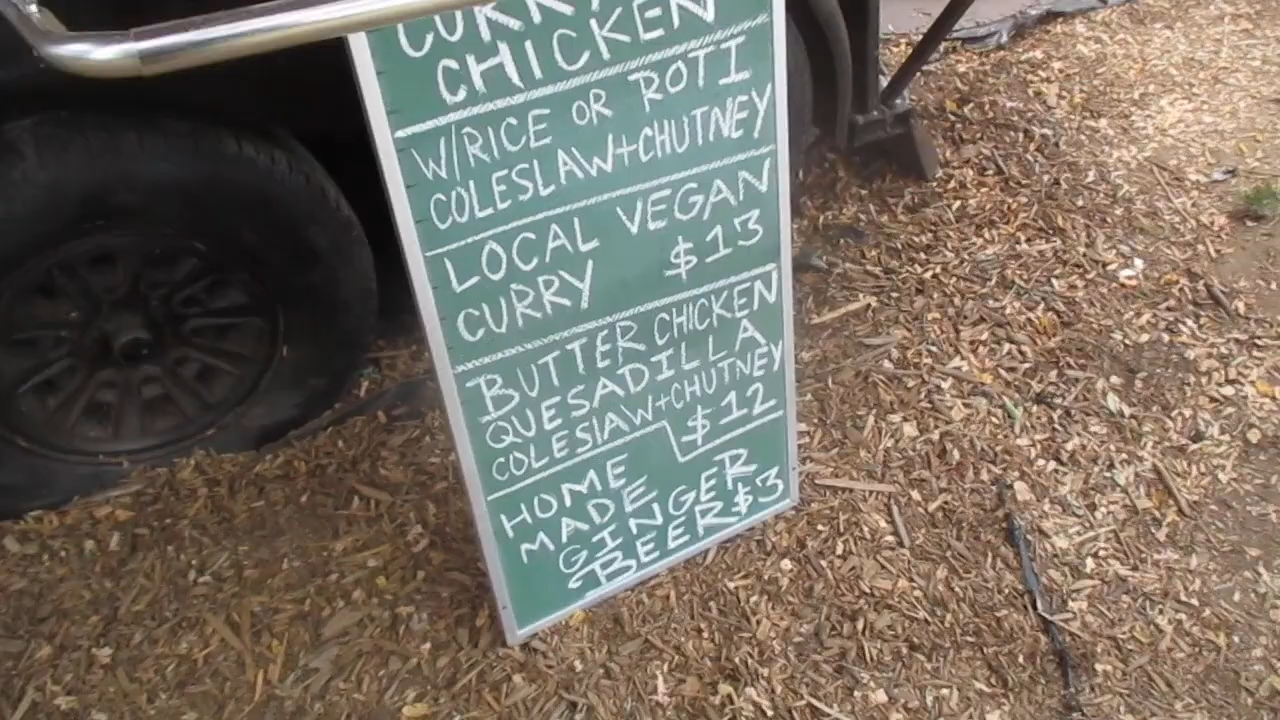 CURRY
CHICKEN
W/RICE OR ROTI
COLESLAW+CHUTNEY
LOCAL VEGAN
CURRY $13
BUTTER CHICKEN
QUESADILLA
COLESLAW+CHUTNEY
$12
HOME
MADE
GINGER
BEER $3